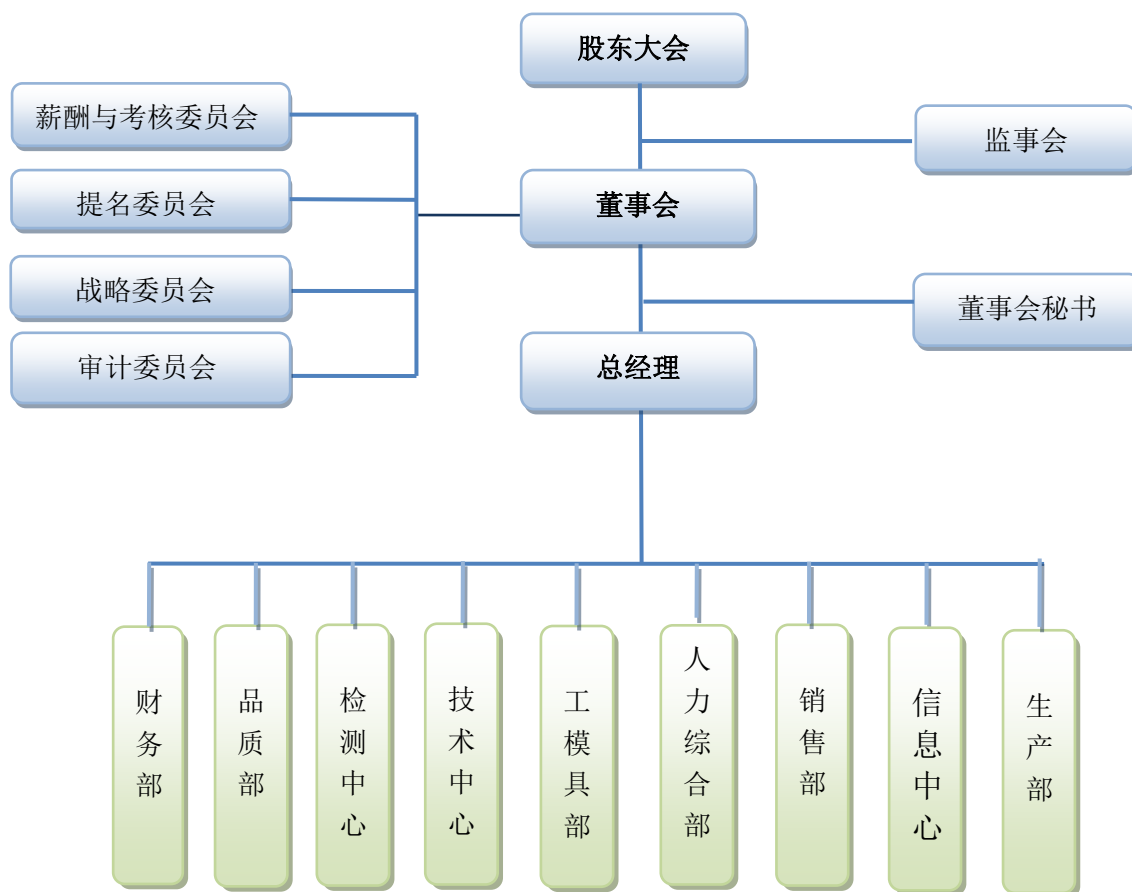 股东大会
薪酬与考核委员会
监事会
提名委员会
董事会
战略委员会
董事会秘书
审计委员会
总经理
财务部
品质部
检测中心
技术中心
工模具部
人力综合部
销售部
信息中心
生产部